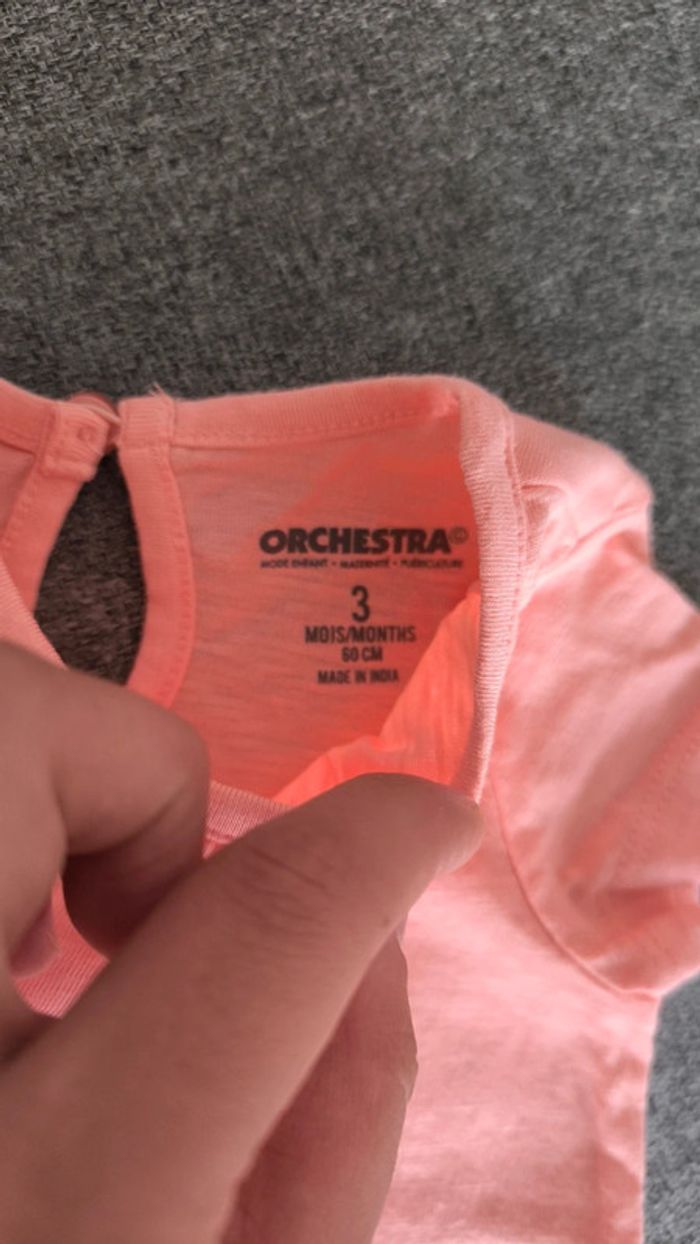 ORCHESTRA©
MODE ENFANT • MATERNITÉ • PUÉRICULTURE
3
MOIS/MONTHS
60 CM
MADE IN INDIA